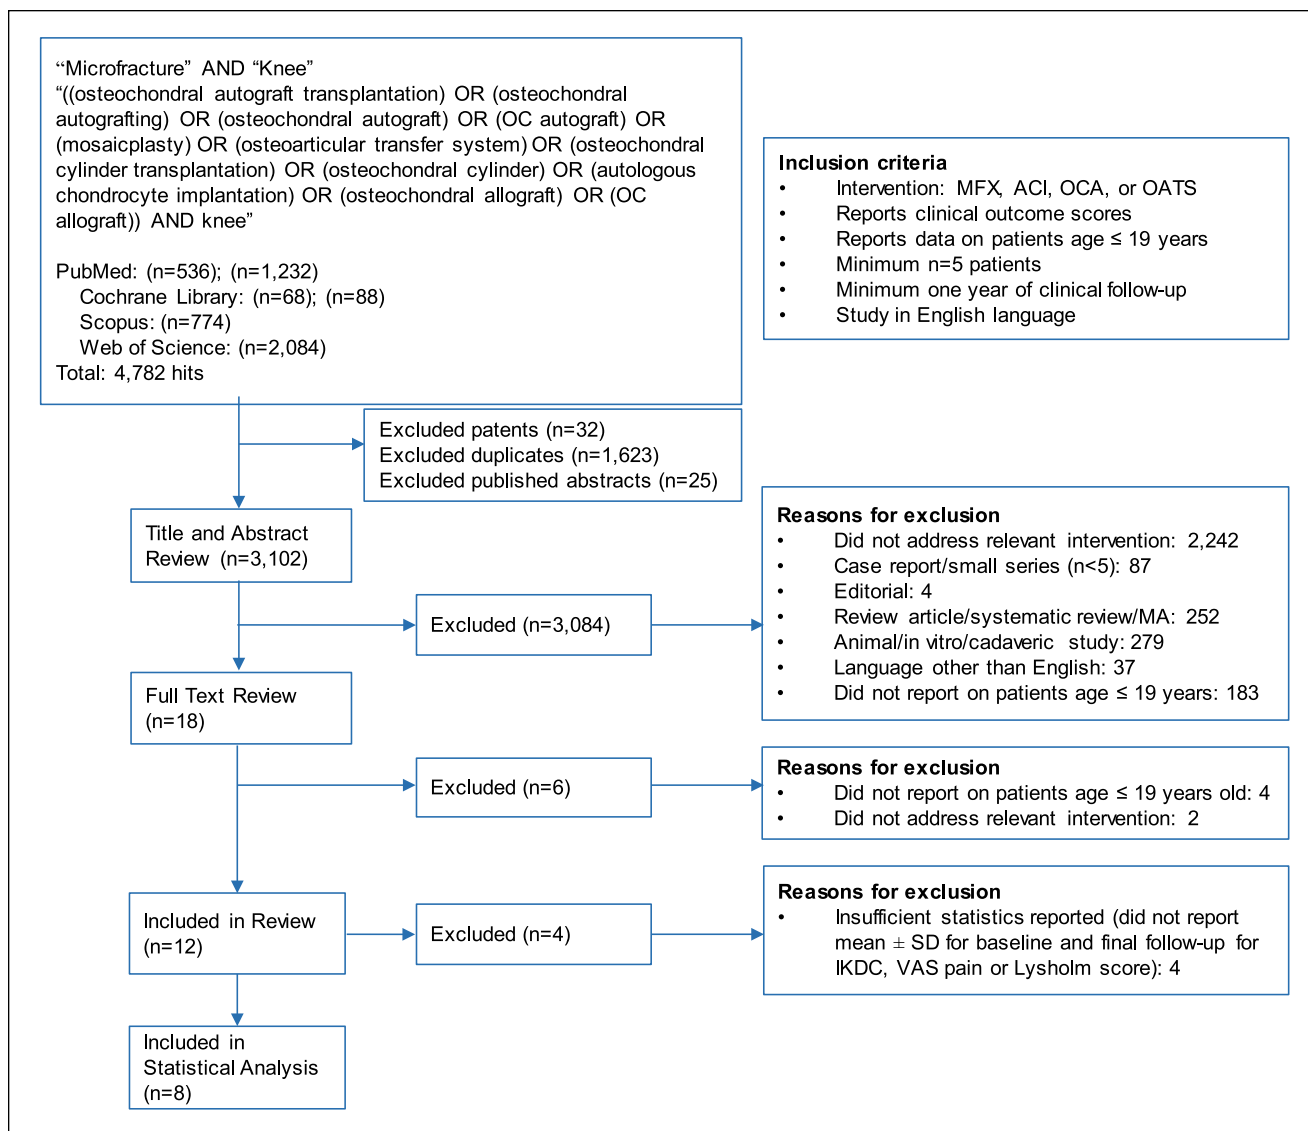 “Microfracture” AND “Knee”
“((osteochondral autograft transplantation) OR (osteochondral
autografting) OR (osteochondral autograft) OR (OC autograft) OR
(mosaicplasty) OR (osteoarticular transfer system) OR (osteochondral
cylinder transplantation) OR (osteochondral cylinder) OR (autologous
chondrocyte implantation) OR (osteochondral allograft) OR (OC
allograft)) AND knee”
PubMed: (n=536); (n=1,232)
Cochrane Library: (n=68); (n=88)
Scopus: (n=774)
Web of Science: (n=2,084)
Total: 4,782 hits
Inclusion criteria
• Intervention: MFX, ACI, OCA, or OATS
• Reports clinical outcome scores
• Reports data on patients age ≤ 19 years
• Minimum n=5 patients
• Minimum one year of clinical follow-up
• Study in English language
Excluded patents (n=32)
Excluded duplicates (n=1,623)
Excluded published abstracts (n=25)
Title and Abstract
Review (n=3,102)
Excluded (n=3,084)
Reasons for exclusion
• Did not address relevant intervention: 2,242
• Case report/small series (n<5): 87
• Editorial: 4
• Review article/systematic review/MA: 252
• Animal/in vitro/cadaveric study: 279
• Language other than English: 37
• Did not report on patients age ≤ 19 years: 183
Full Text Review
(n=18)
Excluded (n=6)
Reasons for exclusion
• Did not report on patients age ≤ 19 years old: 4
• Did not address relevant intervention: 2
Included in Review
(n=12)
Excluded (n=4)
Reasons for exclusion
• Insufficient statistics reported (did not report
mean ± SD for baseline and final follow-up for
IKDC, VAS pain or Lysholm score): 4
Included in
Statistical Analysis
(n=8)